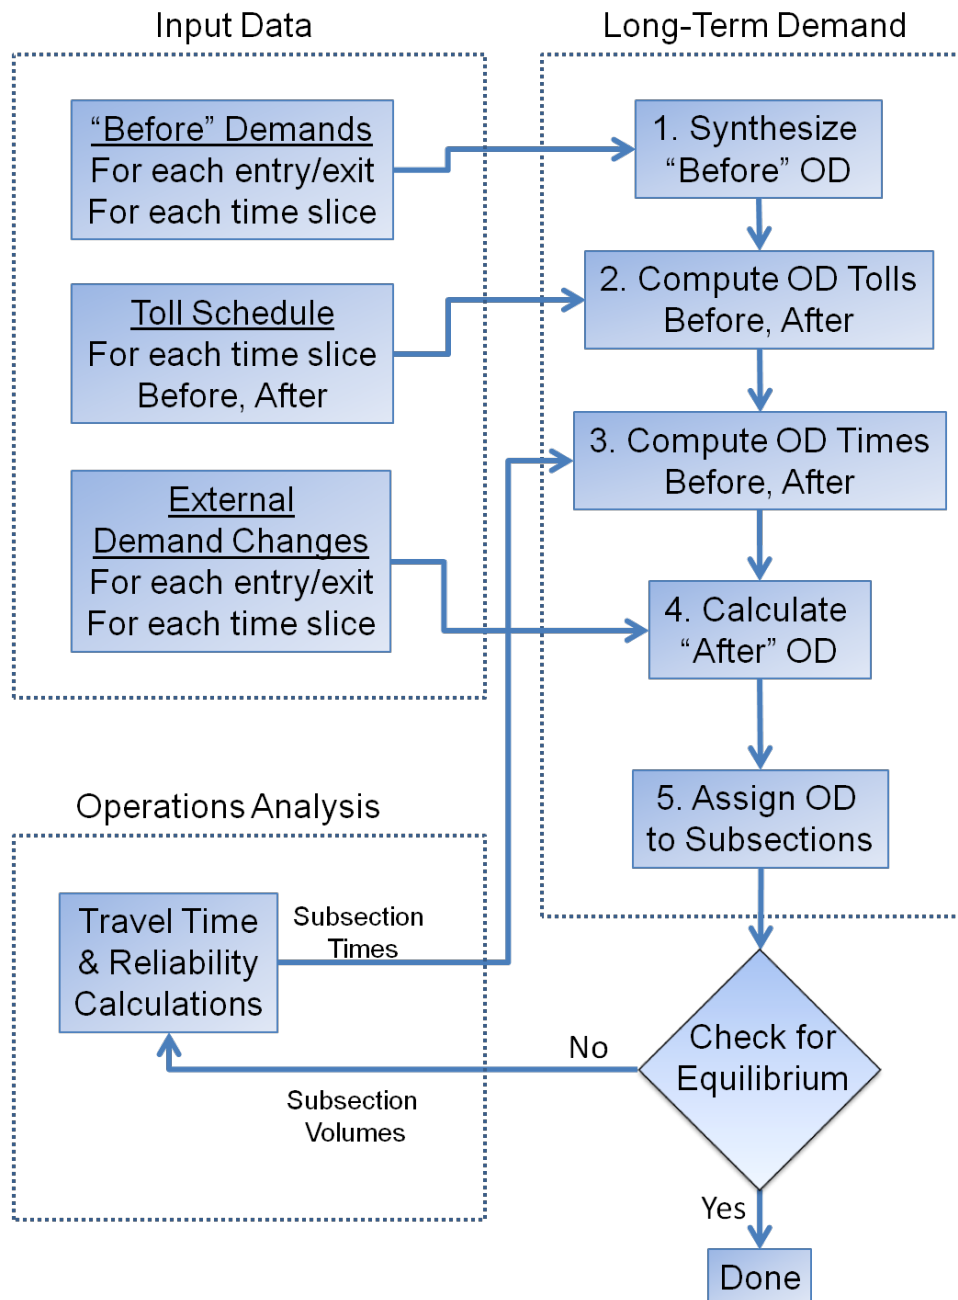 Input Data
"Before" Demands
For each entry/exit
For each time slice
Toll Schedule
For each time slice
Before, After
External
Demand Changes
For each entry/exit
For each time slice
Long-Term Demand
1. Synthesize
"Before" OD
2. Compute OD Tolls
Before, After
3. Compute OD Times
Before, After
4. Calculate
"After" OD
5. Assign OD
to Subsections
Operations Analysis
Travel Time
& Reliability
Calculations
Subsection
Times
No
Subsection
Volumes
Check for
Equilibrium
Yes
Done